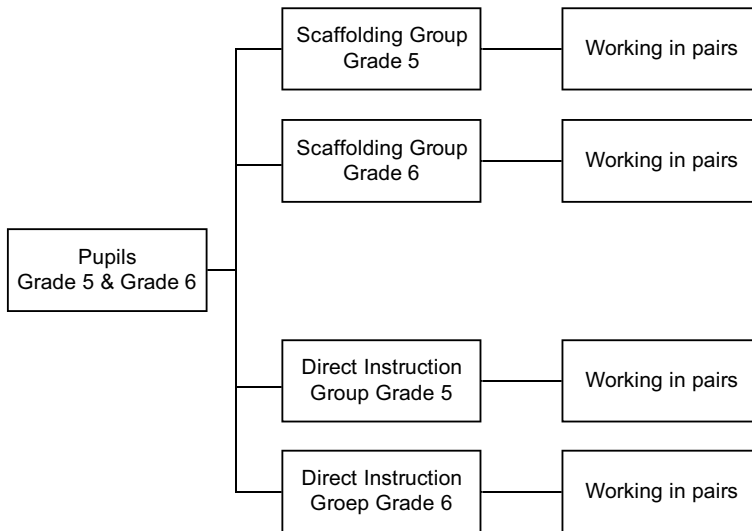 Scaffolding Group
Grade 5
Working in pairs
Scaffolding Group
Grade 6
Working in pairs
Pupils
Grade 5 & Grade 6
Direct Instruction
Group Grade 5
Working in pairs
Direct Instruction
Groep Grade 6
Working in pairs